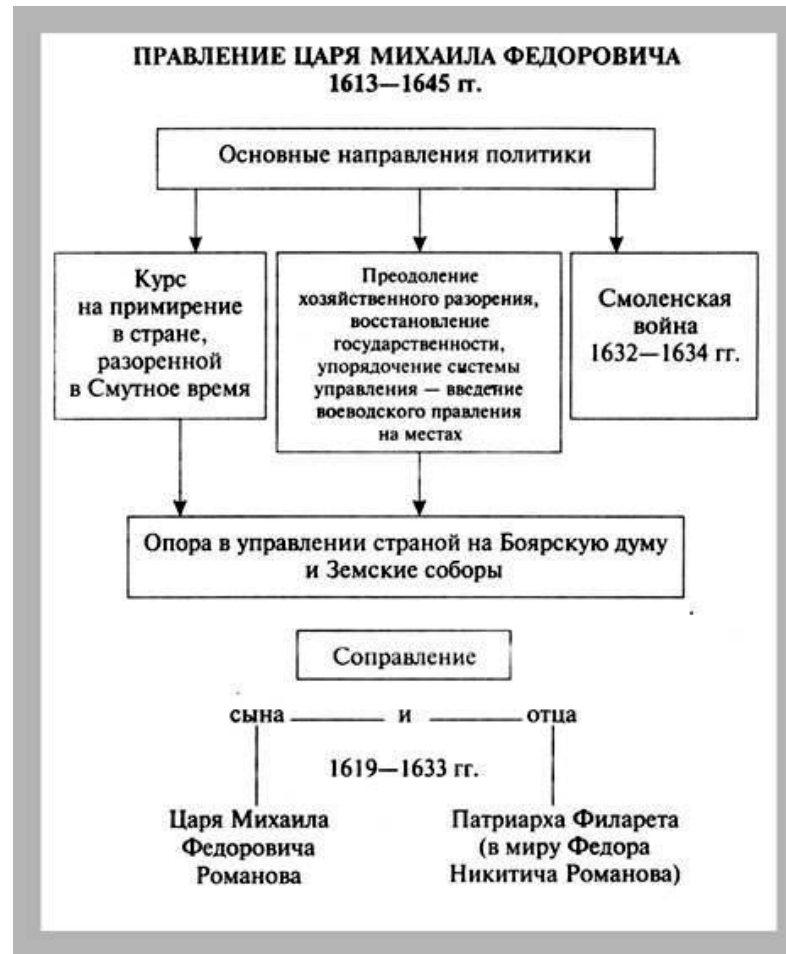 ПРАВЛЕНИЕ ЦАРЯ МИХАИЛА ФЕДОРОВИЧА
1613—1645 гг.
Основные направления политики
Курс
на примирение
в стране,
разоренной
в Смутное время
Преодоление
хозяйственного разорения,
восстановление
государственности,
упорядочение системы
управления — введение
воеводского правления
на местах
Смоленская
война
1632—1634 гг.
Опора в управлении страной на Боярскую думу
и Земские соборы
Соправление
сына и отца
1619—1633 гг.
Царя Михаила
Федоровича
Романова
Патриарха Филарета
(в миру Федора
Никитича Романова)